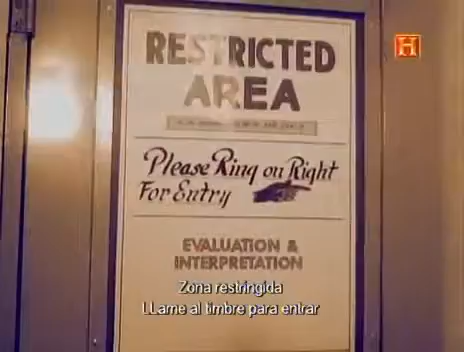 RESTRICTED
AREA
Please Ring on Right
For Entry
EVALUATION &
INTERPRETATION
Zona restringida
LLame al timbre para entrar
H